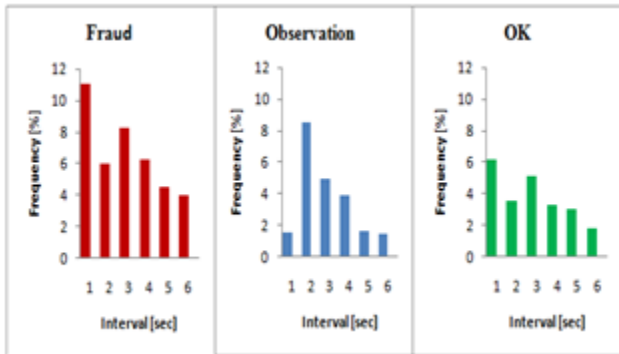 Fraud
Frequency [%]
12
10
8
6
4
2
0
1 2 3 4 5 6
Interval[sec]
Observation
Frequency [%]
12
10
8
6
4
2
0
1 2 3 4 5 6
Interval[sec]
OK
Frequency [%]
12
10
8
6
4
2
0
1 2 3 4 5 6
Interval[sec]